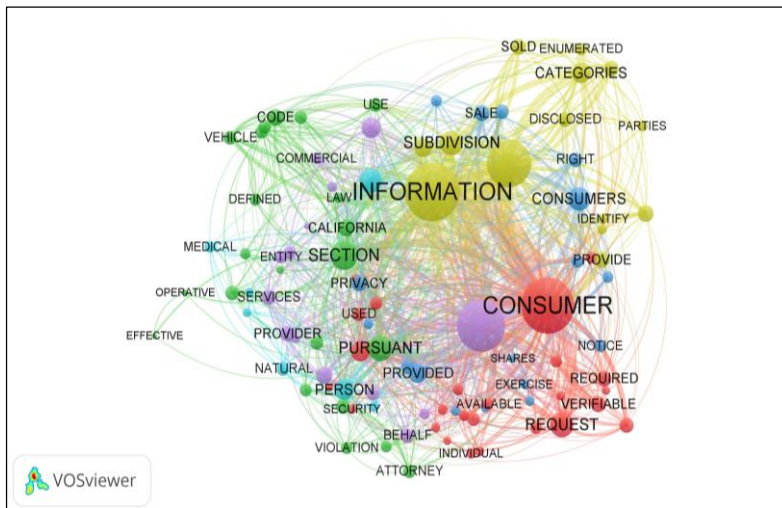 SOLD
ENUMERATED
CATEGORIES
USE
SALE
CODE
DISCLOSED
PARTIES
VEHICLE
SUBDIVISION
COMMERCIAL
RIGHT
INFORMATION
LAW
CONSUMERS
DEFINED
IDENTIFY
CALIFORNIA
MEDICAL
ENTITY
SECTION
PROVIDE
PRIVACY
OPERATIVE
SERVICES
CONSUMER
USED
EFFECTIVE
PROVIDER
PURSUANT
NOTICE
SHARES
NATURAL
PROVIDED
REQUIRED
EXERCISE
PERSON
AVAILABLE
VERIFIABLE
SECURITY
REQUEST
BEHALF
VIOLATION
INDIVIDUAL
ATTORNEY
VOSviewer